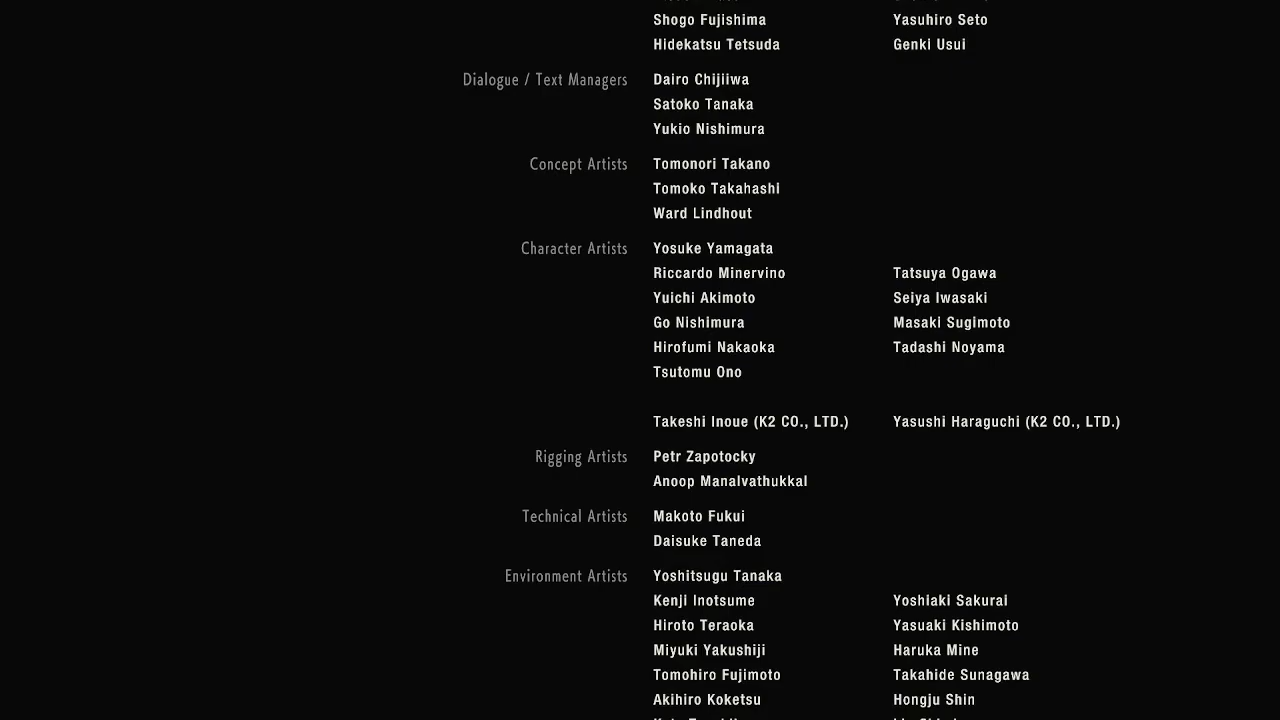 Shogo Fujishima Yasuhiro Seto
Hidekatsu Tetsuda Genki Usui
Dialogue / Text Managers Dairo Chijiiwa
Satoko Tanaka
Yukio Nishimura
Concept Artists Tomonori Takano
Tomoko Takahashi
Ward Lindhout
Character Artists Yosuke Yamagata
Riccardo Minervino Tatsuya Ogawa
Yuichi Akimoto Seiya Iwasaki
Go Nishimura Masaki Sugimoto
Hirofumi Nakaoka Tadashi Noyama
Tsutomu Ono
Takeshi Inoue (K2 CO., LTD.) Yasushi Haraguchi (K2 CO., LTD.)
Rigging Artists Petr Zapotocky
Anoop Manalvathukkal
Technical Artists Makoto Fukui
Daisuke Taneda
Environment Artists Yoshitsugu Tanaka
Kenji Inotsume Yoshiaki Sakurai
Hiroto Teraoka Yasuaki Kishimoto
Miyuki Yakushiji Haruka Mine
Tomohiro Fujimoto Takahide Sunagawa
Akihiro Koketsu Hongju Shin